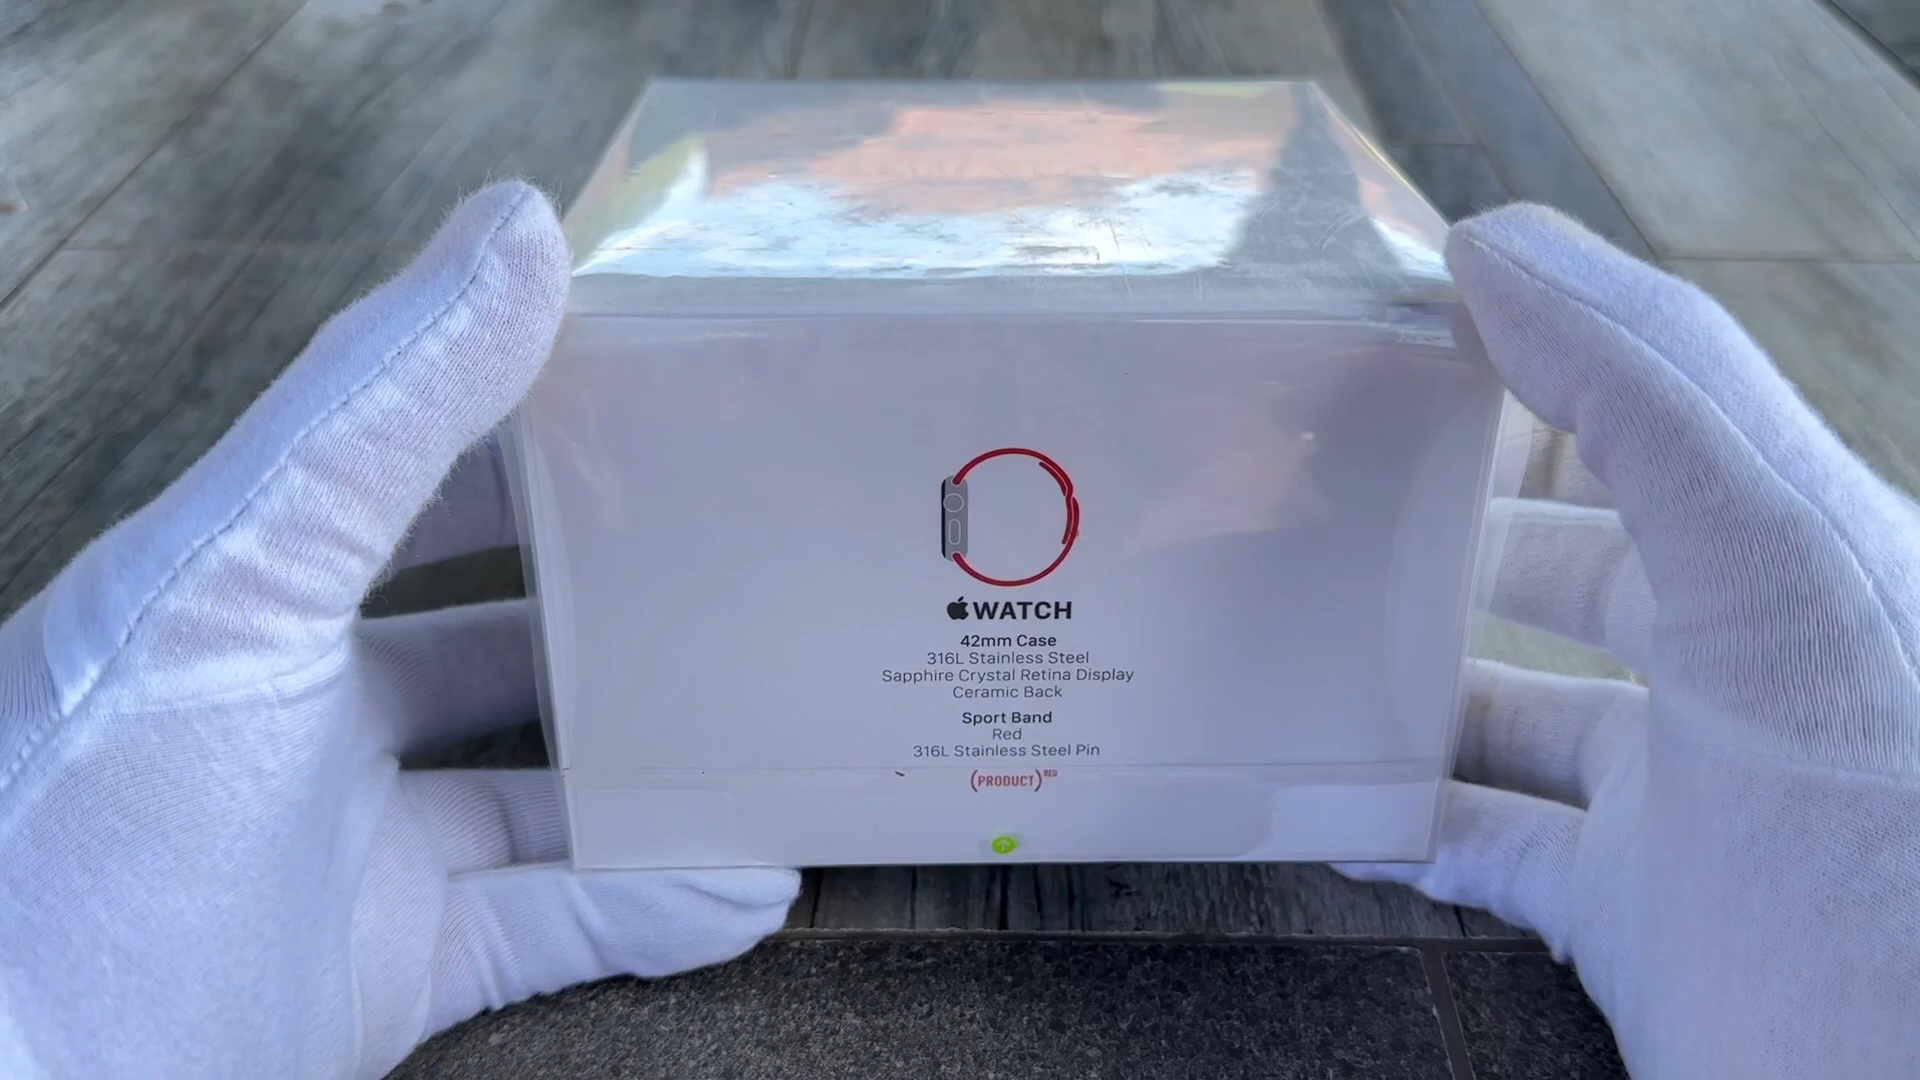 WATCH
42mm Case
316L Stainless Steel
Sapphire Crystal Retina Display
Ceramic Back
Sport Band
Red
316L Stainless Steel Pin
(PRODUCT)RED